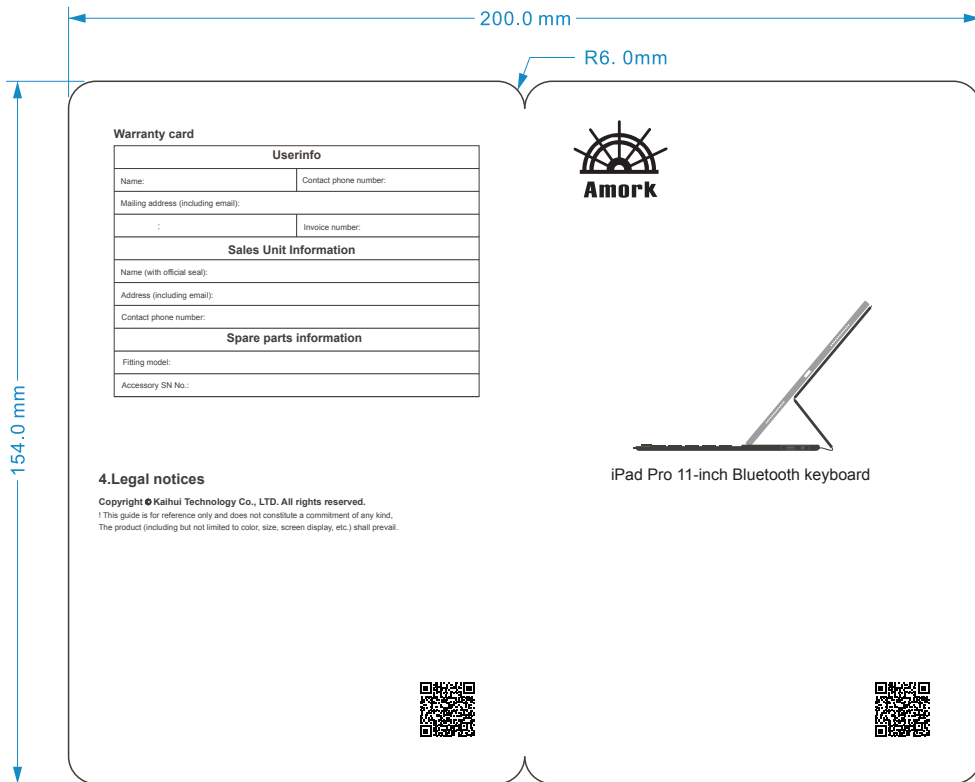 200.0 mm
R6. 0mm
154.0 mm
Warranty card
Userinfo
Name:
Contact phone number:
Mailing address (including email):
:
Invoice number:
Sales Unit Information
Name (with official seal):
Address (including email):
Contact phone number:
Spare parts information
Fitting model:
Accessory SN No.:
4.Legal notices
Copyright © Kaihui Technology Co., LTD. All rights reserved.
! This guide is for reference only and does not constitute a commitment of any kind,
The product (including but not limited to color, size, screen display, etc.) shall prevail.
Amork
iPad Pro 11-inch Bluetooth keyboard